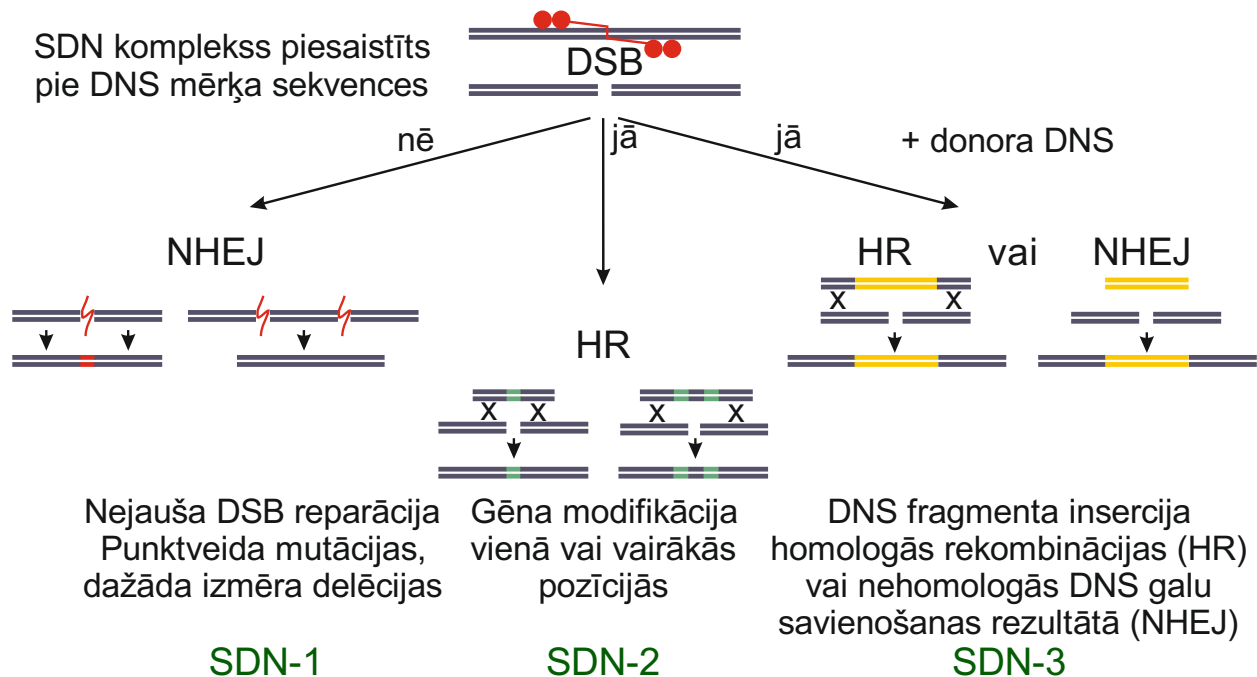 SDN komplekss piesaistīts
pie DNS mērķa sekvences
DSB
nē
jā
jā
+ donora DNS
NHEJ
HR
HR vai NHEJ
x x
x x
x x
Nejauša DSB reparācija
Punktveida mutācijas,
dažāda izmēra delēcijas
SDN-1
Gēna modifikācija
vienā vai vairākās
pozīcijās
SDN-2
DNS fragmenta insercija
homologās rekombinācijas (HR)
vai nehomologās DNS galu
savienošanas rezultātā (NHEJ)
SDN-3